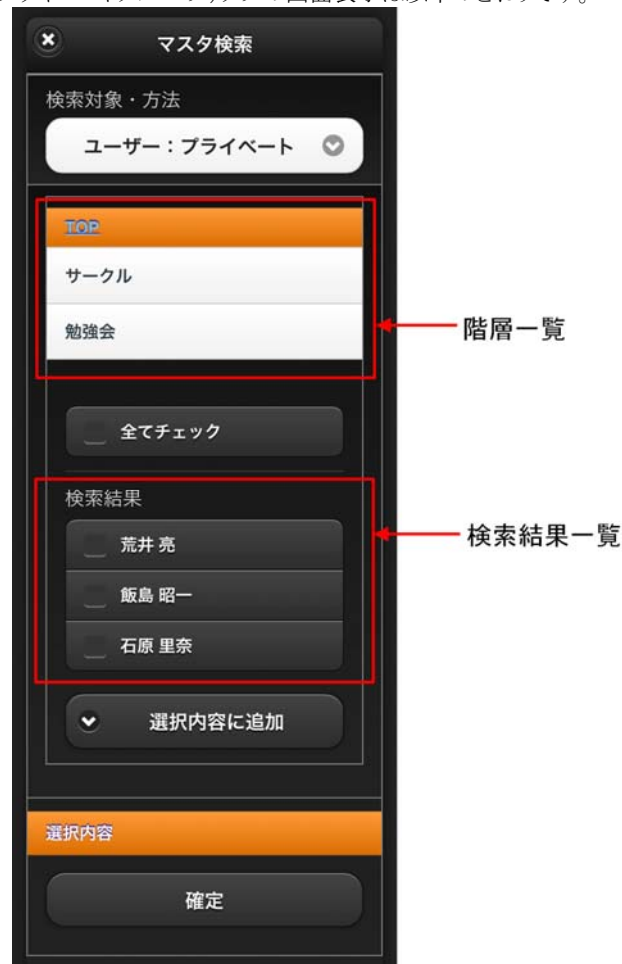 マスタ検索
検索対象・方法
ユーザー：プライベート
TOP
サークル
勉強会
階層一覧
全てチェック
検索結果
検索結果一覧
荒井 亮
飯島 昭一
石原 里奈
選択内容に追加
選択内容
確定